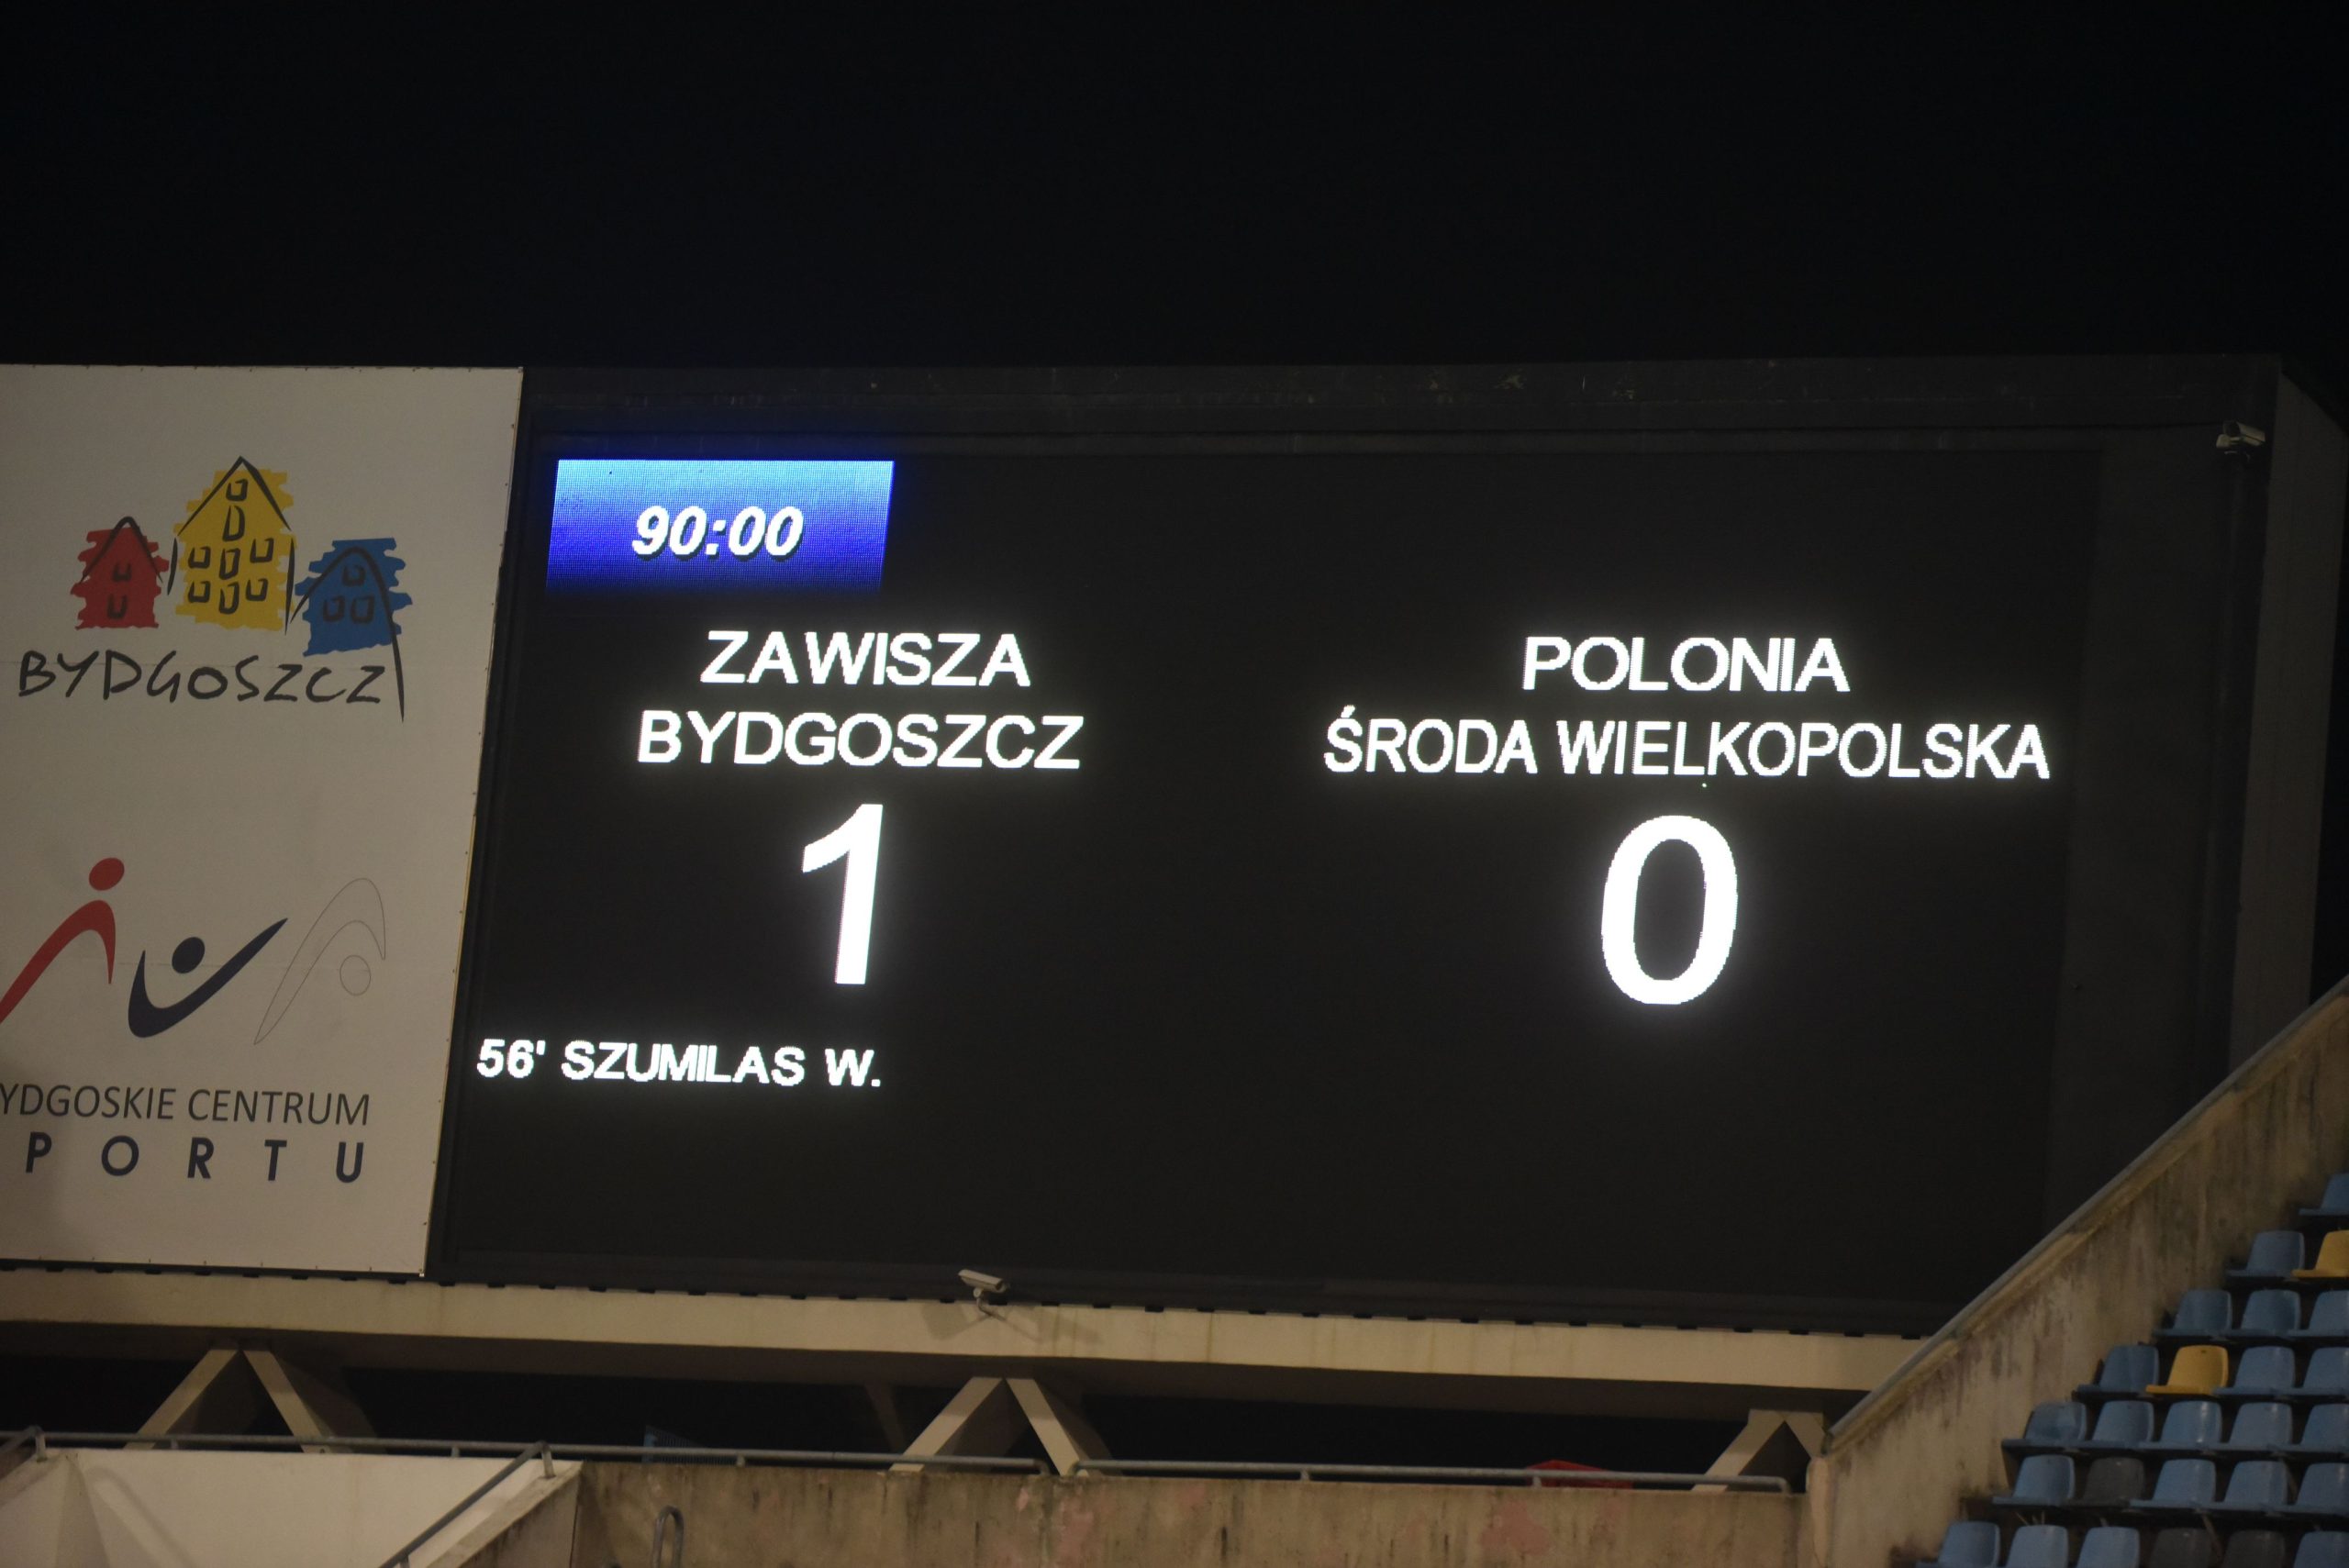 BYDGOSZCZ
YDGOSKIE CENTRUM
PORTU
90:00
ZAWISZA
BYDGOSZCZ
1
56' SZUMILAS W.
POLONIA
ŚRODA WIELKOPOLSKA
0